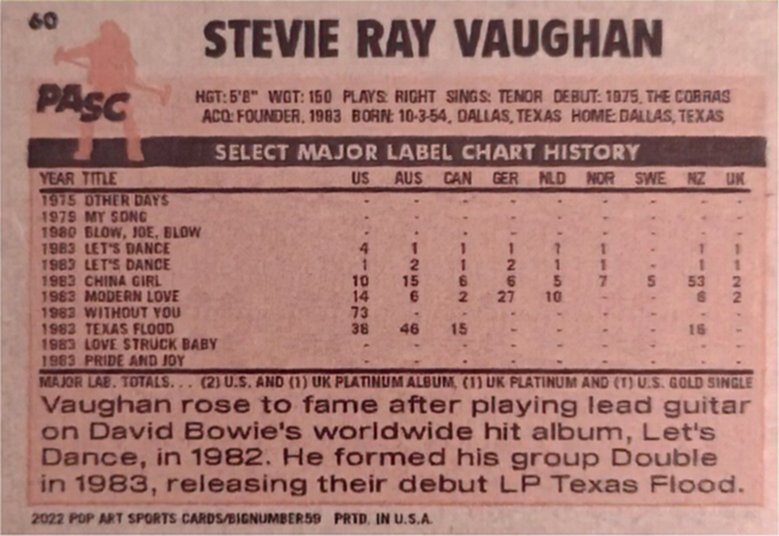 60
STEVIE RAY VAUGHAN
PASC
HGT: 5'8" WGT: 150 PLAYS: RIGHT SINGS: TENOR DEBUT: 1975, THE COBRAS
ACQ: FOUNDER, 1983 BORN: 10-3-54, DALLAS, TEXAS HOME: DALLAS, TEXAS
SELECT MAJOR LABEL CHART HISTORY
YEAR TITLE US AUS CAN GER NLD NOR SWE NZ UK
1975 OTHER DAYS - - - - - - - - -
1979 MY SONG - - - - - - - - -
1980 BLOW, JOE, BLOW - - - - - - - - -
1983 LET'S DANCE 4 1 1 1 1 1 - 1 1
1983 LET'S DANCE 1 2 1 2 1 1 - 1 1
1983 CHINA GIRL 10 15 6 6 5 7 5 53 2
1983 MODERN LOVE 14 6 2 27 10 - - 6 2
1983 WITHOUT YOU 73 - - - - - - - -
1983 TEXAS FLOOD 38 46 15 - - - - 16 -
1983 LOVE STRUCK BABY - - - - - - - - -
1983 PRIDE AND JOY - - - - - - - - -
MAJOR LAB. TOTALS... (2) U.S. AND (1) UK PLATINUM ALBUM, (1) UK PLATINUM AND (1) U.S. GOLD SINGLE
Vaughan rose to fame after playing lead guitar
on David Bowie's worldwide hit album, Let's
Dance, in 1982. He formed his group Double
in 1983, releasing their debut LP Texas Flood.
2022 POP ART SPORTS CARDS/BIGNUMBER59 PRTD. IN U.S.A.